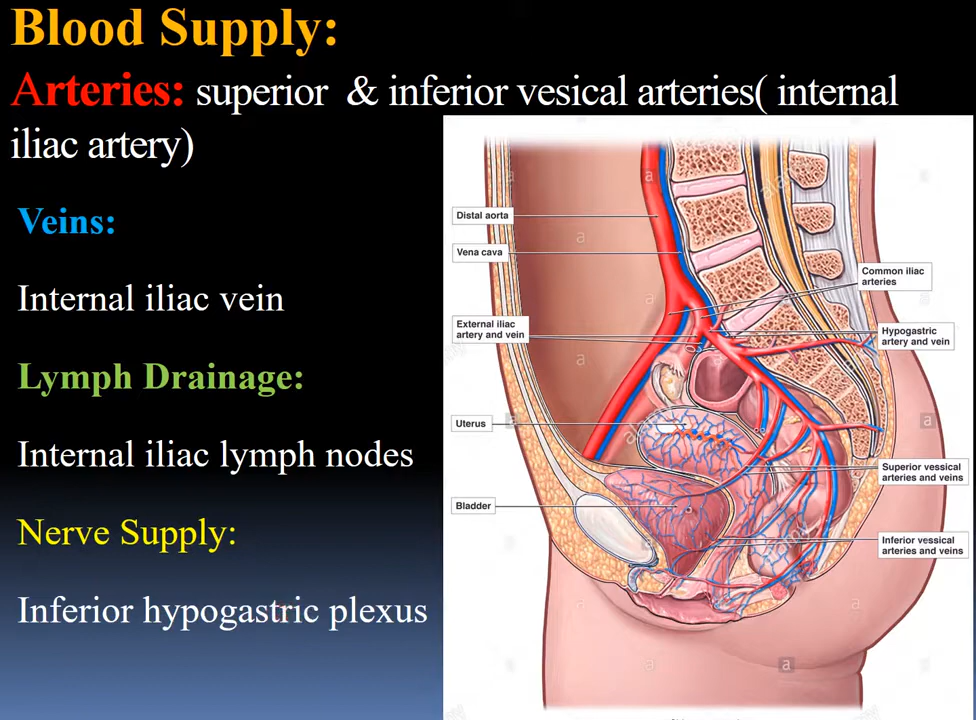 Blood Supply:
Arteries: superior & inferior vesical arteries( internal
iliac artery)
Veins:
Internal iliac vein
Lymph Drainage:
Internal iliac lymph nodes
Nerve Supply:
Inferior hypogastric plexus
Distal aorta
Vena cava
Common iliac
arteries
External iliac
artery and vein
Hypogastric
artery and vein
Uterus
Superior vessical
arteries and veins
Bladder
Inferior vessical
arteries and veins